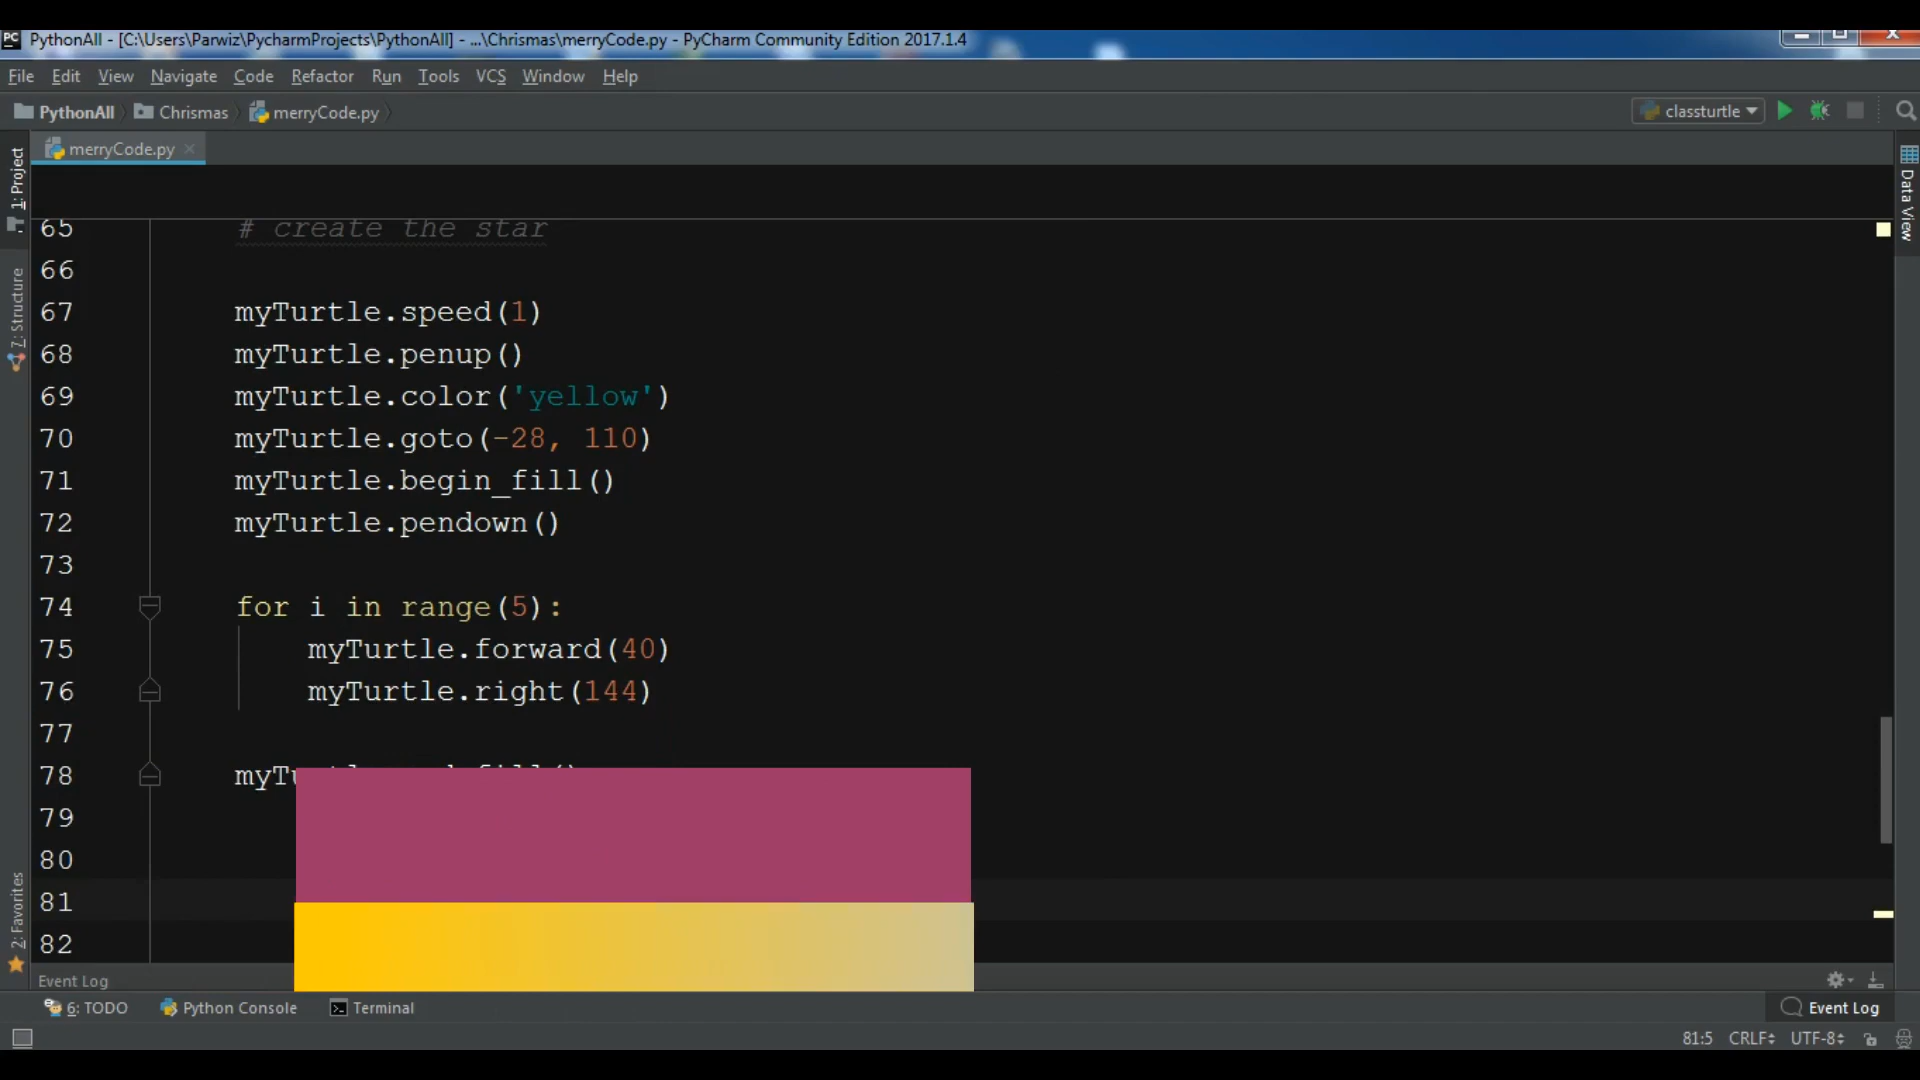 PC PythonAll - [C:\Users\Parwiz\PycharmProjects\PythonAll] - ...\Chrismas\merryCode.py - PyCharm Community Edition 2017.1.4
File Edit View Navigate Code Refactor Run Tools VCS Window Help
PythonAll Chrismas merryCode.py classturtle
merryCode.py
1: Project
7: Structure
2: Favorites
Data View
65 # create the star
66
67 myTurtle.speed(1)
68 myTurtle.penup()
69 myTurtle.color('yellow')
70 myTurtle.goto(-28, 110)
71 myTurtle.begin_fill()
72 myTurtle.pendown()
73
74 for i in range(5):
75 myTurtle.forward(40)
76 myTurtle.right(144)
77
78
79
80
81
82
Event Log
6: TODO Python Console Terminal Event Log
81:5 CRLF UTF-8